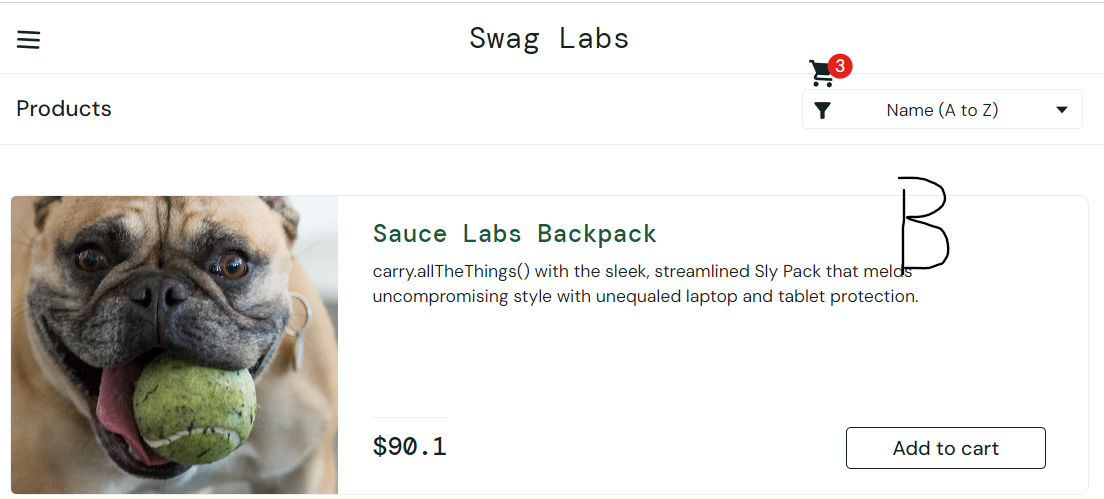 Swag Labs
3
Products
Name (A to Z)
B
Sauce Labs Backpack
carry.allTheThings() with the sleek, streamlined Sly Pack that melds
uncompromising style with unequaled laptop and tablet protection.
$90.1
Add to cart